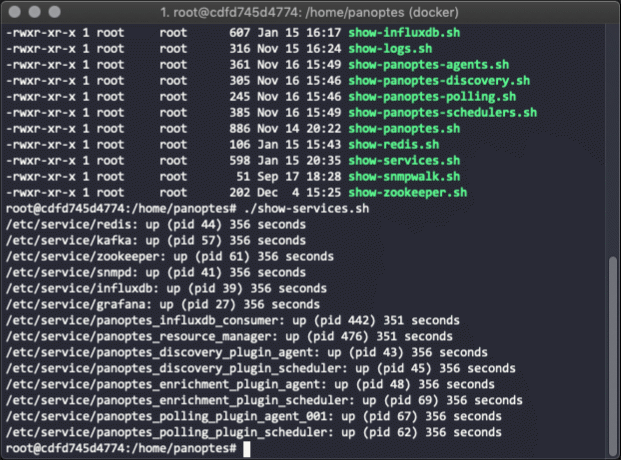 1. root@cdfd745d4774: /home/panoptes (docker)
-rwxr-xr-x 1 root root 607 Jan 15 16:17 show-influxdb.sh
-rwxr-xr-x 1 root root 316 Nov 15 16:24 show-logs.sh
-rwxr-xr-x 1 root root 361 Nov 16 15:49 show-panoptes-agents.sh
-rwxr-xr-x 1 root root 305 Nov 16 15:46 show-panoptes-discovery.sh
-rwxr-xr-x 1 root root 245 Nov 16 15:46 show-panoptes-polling.sh
-rwxr-xr-x 1 root root 385 Nov 16 15:49 show-panoptes-schedulers.sh
-rwxr-xr-x 1 root root 886 Nov 14 20:22 show-panoptes.sh
-rwxr-xr-x 1 root root 106 Jan 15 15:43 show-redis.sh
-rwxr-xr-x 1 root root 598 Jan 15 20:35 show-services.sh
-rwxr-xr-x 1 root root 51 Sep 17 18:28 show-snmpwalk.sh
-rwxr-xr-x 1 root root 202 Dec 4 15:25 show-zookeeper.sh
root@cdfd745d4774:/home/panoptes# ./show-services.sh
/etc/service/redis: up (pid 44) 356 seconds
/etc/service/kafka: up (pid 57) 356 seconds
/etc/service/zookeeper: up (pid 61) 356 seconds
/etc/service/snmpd: up (pid 41) 356 seconds
/etc/service/influxdb: up (pid 39) 356 seconds
/etc/service/grafana: up (pid 27) 356 seconds
/etc/service/panoptes_influxdb_consumer: up (pid 442) 351 seconds
/etc/service/panoptes_resource_manager: up (pid 476) 351 seconds
/etc/service/panoptes_discovery_plugin_agent: up (pid 43) 356 seconds
/etc/service/panoptes_discovery_plugin_scheduler: up (pid 45) 356 seconds
/etc/service/panoptes_enrichment_plugin_agent: up (pid 48) 356 seconds
/etc/service/panoptes_enrichment_plugin_scheduler: up (pid 69) 356 seconds
/etc/service/panoptes_polling_plugin_agent_001: up (pid 67) 356 seconds
/etc/service/panoptes_polling_plugin_scheduler: up (pid 62) 356 seconds
root@cdfd745d4774:/home/panoptes#